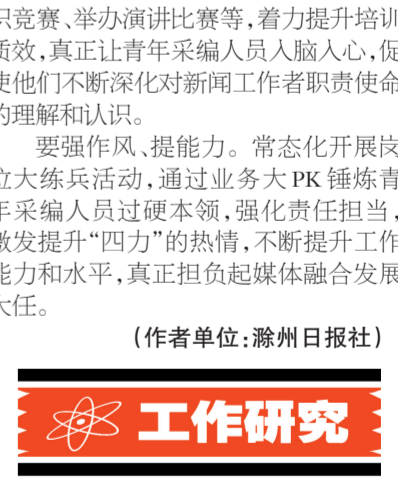 识竞赛、举办演讲比赛等,着力提升培训
质效,真正让青年采编人员入脑入心,促
使他们不断深化对新闻工作者职责使命
的理解和认识。
要强作风、提能力。常态化开展岗
位大练兵活动,通过业务大PK锤炼青
年采编人员过硬本领,强化责任担当,
激发提升“四力”的热情,不断提升工作
能力和水平,真正担负起媒体融合发展
大任。
(作者单位:滁州日报社)
工作研究